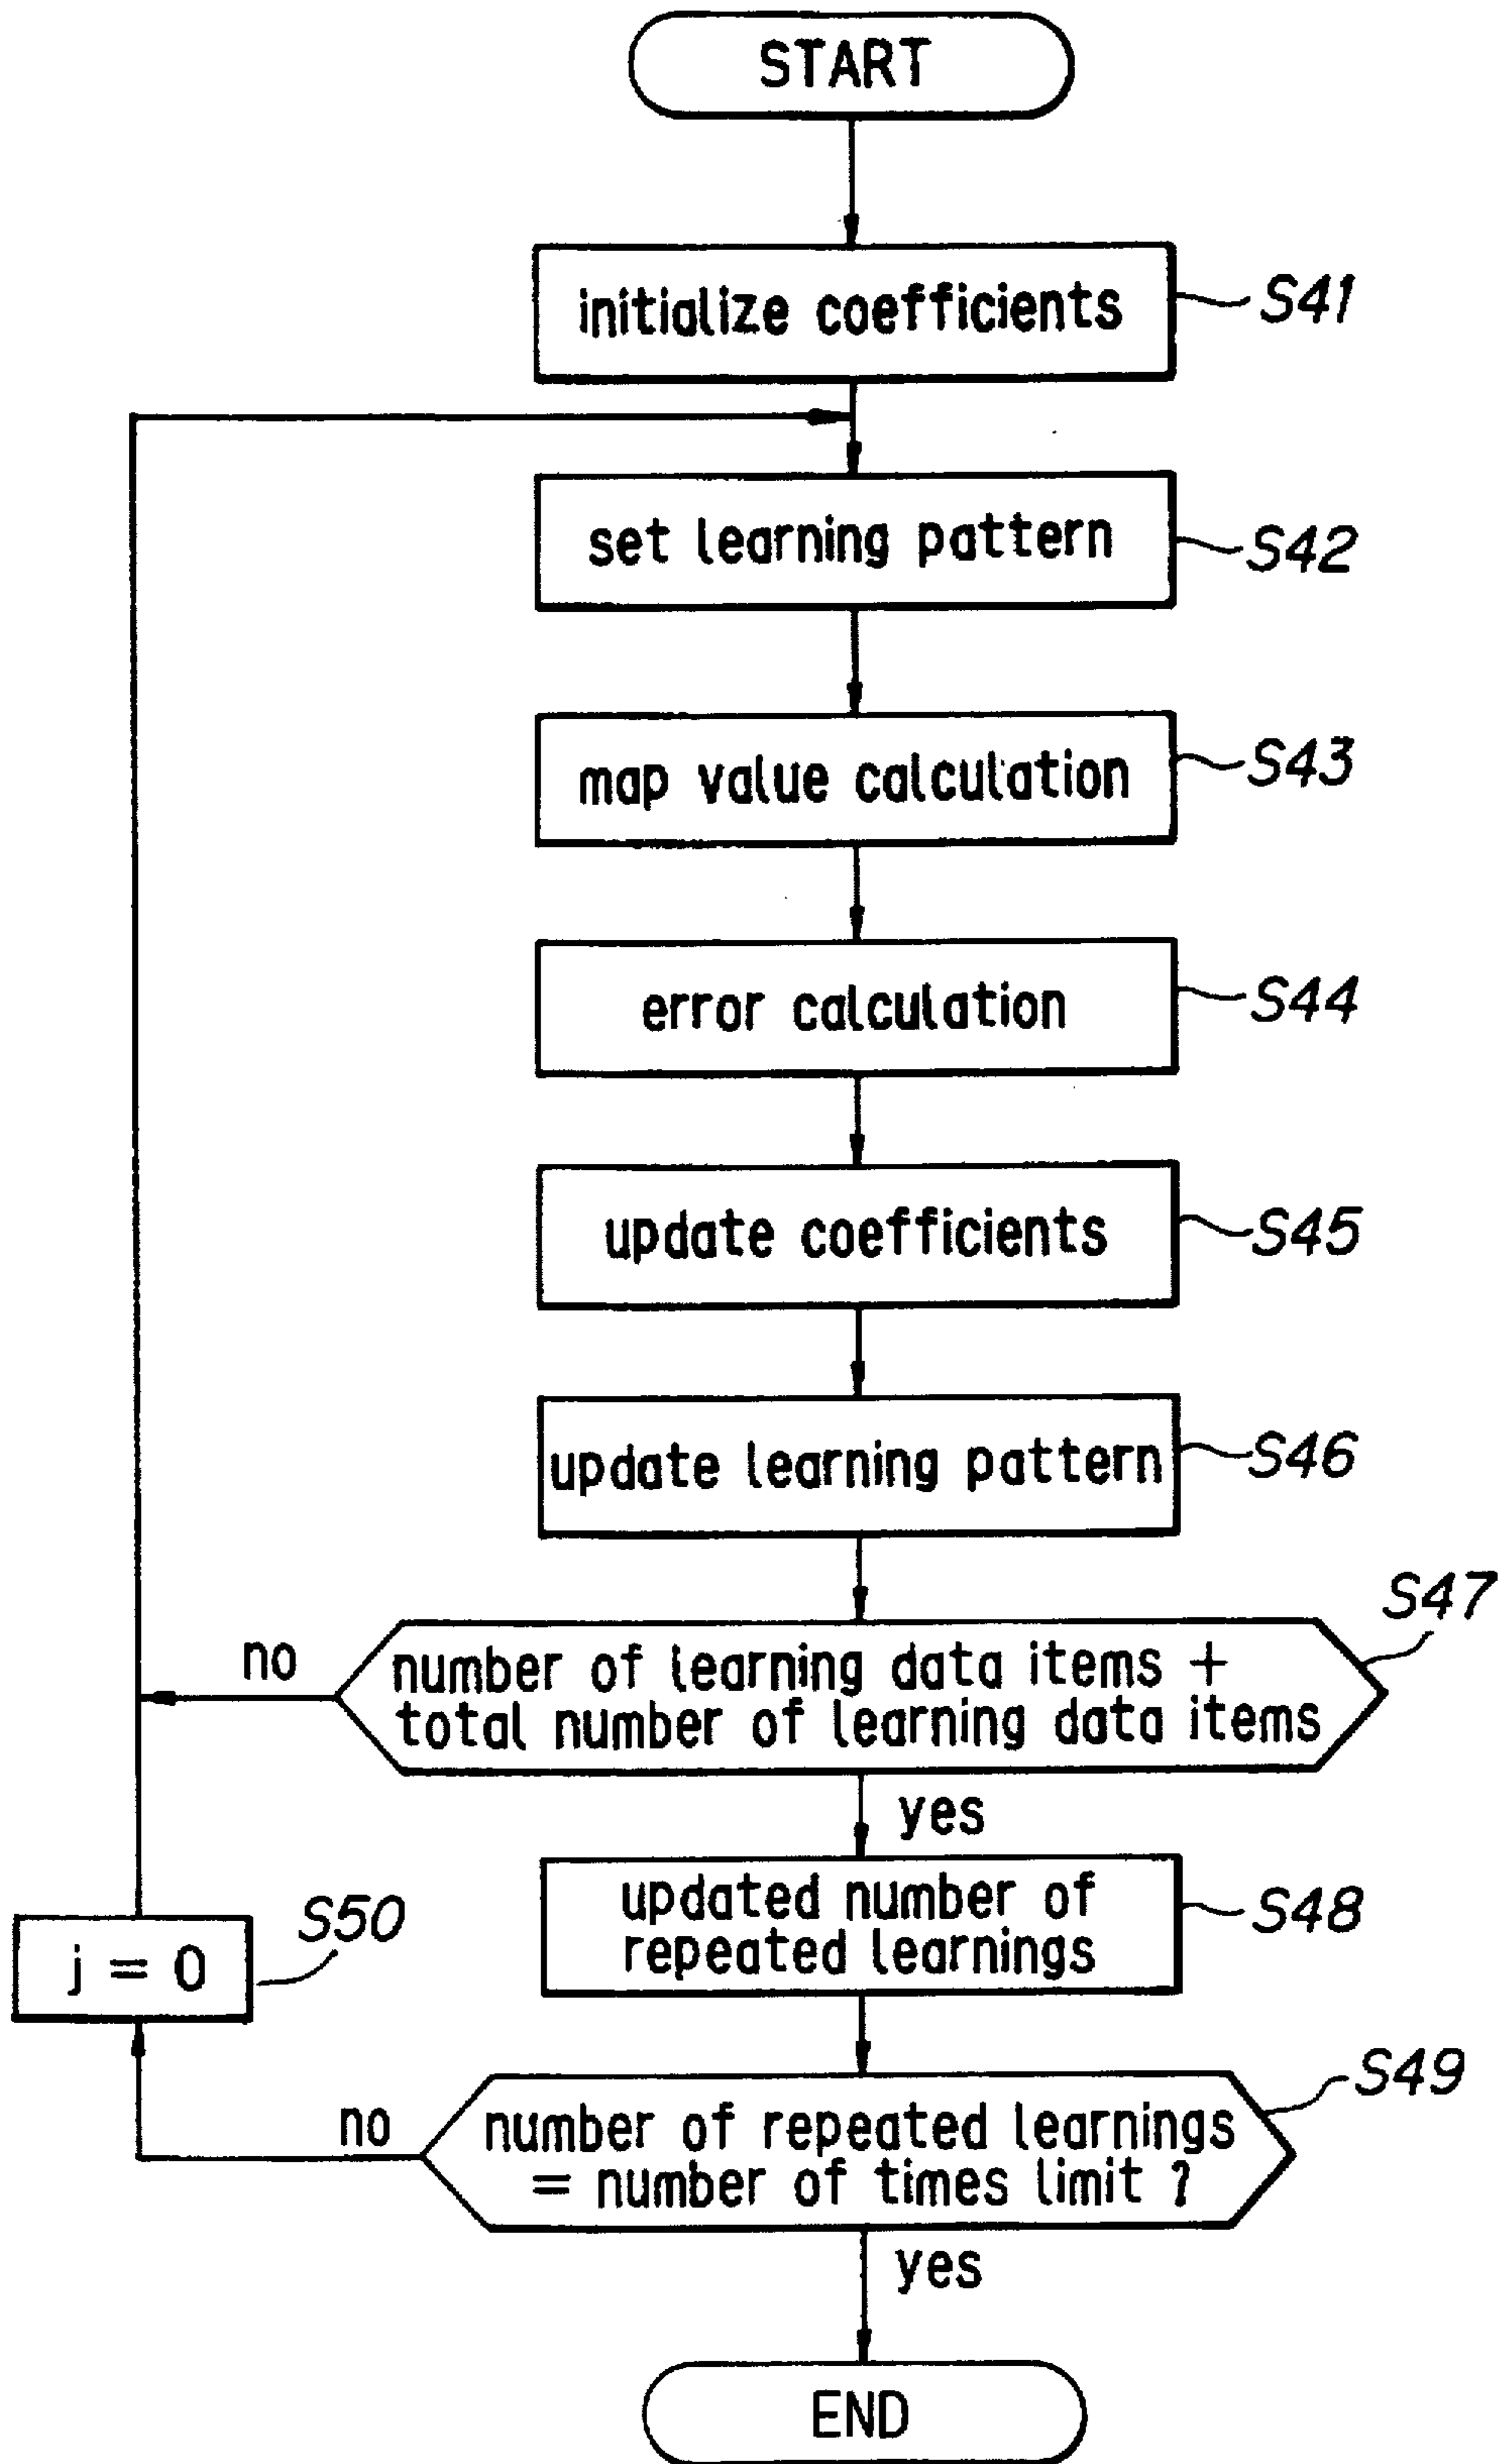 START
initialize coefficients
S41
set learning pattern
S42
map value calculation
S43
error calculation
S44
update coefficients
S45
update learning pattern
S46
S47
no
number of learning data items +
total number of learning data items
yes
updated number of
repeated learnings
S48
S50
j = 0
S49
no
number of repeated learnings
= number of times limit ?
yes
END